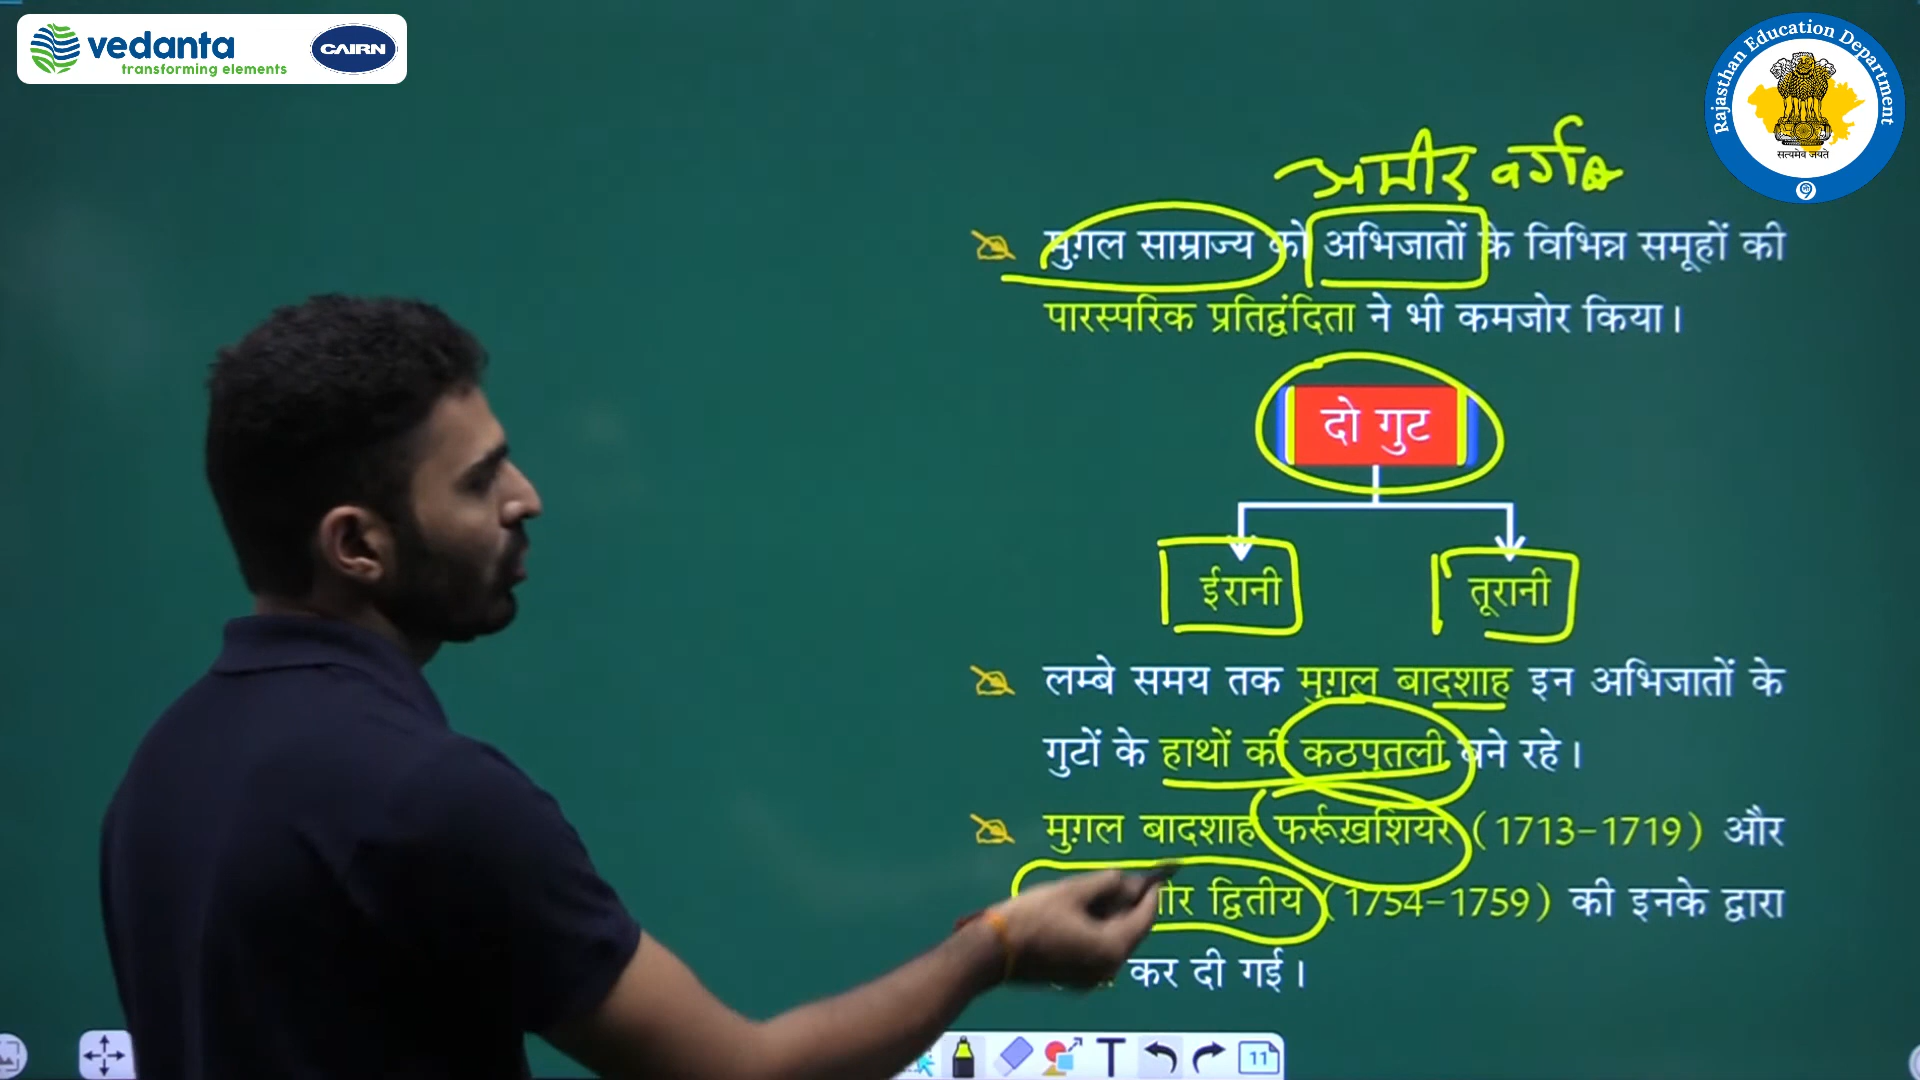 vedanta
transforming elements
CAIRN
Rajasthan Education Department
सत्यमेव जयते
अमीर वर्ग
मुग़ल साम्राज्य को अभिजातों के विभिन्न समूहों की
पारस्परिक प्रतिद्वंदिता ने भी कमजोर किया।
दो गुट
ईरानी
तूरानी
लम्बे समय तक मुग़ल बादशाह इन अभिजातों के
गुटों के हाथों की कठपुतली बने रहे।
मुग़ल बादशाह फर्रूख़शियर (1713-1719) और
द्वितीय (1754-1759) की इनके द्वारा
कर दी गई।
T
11